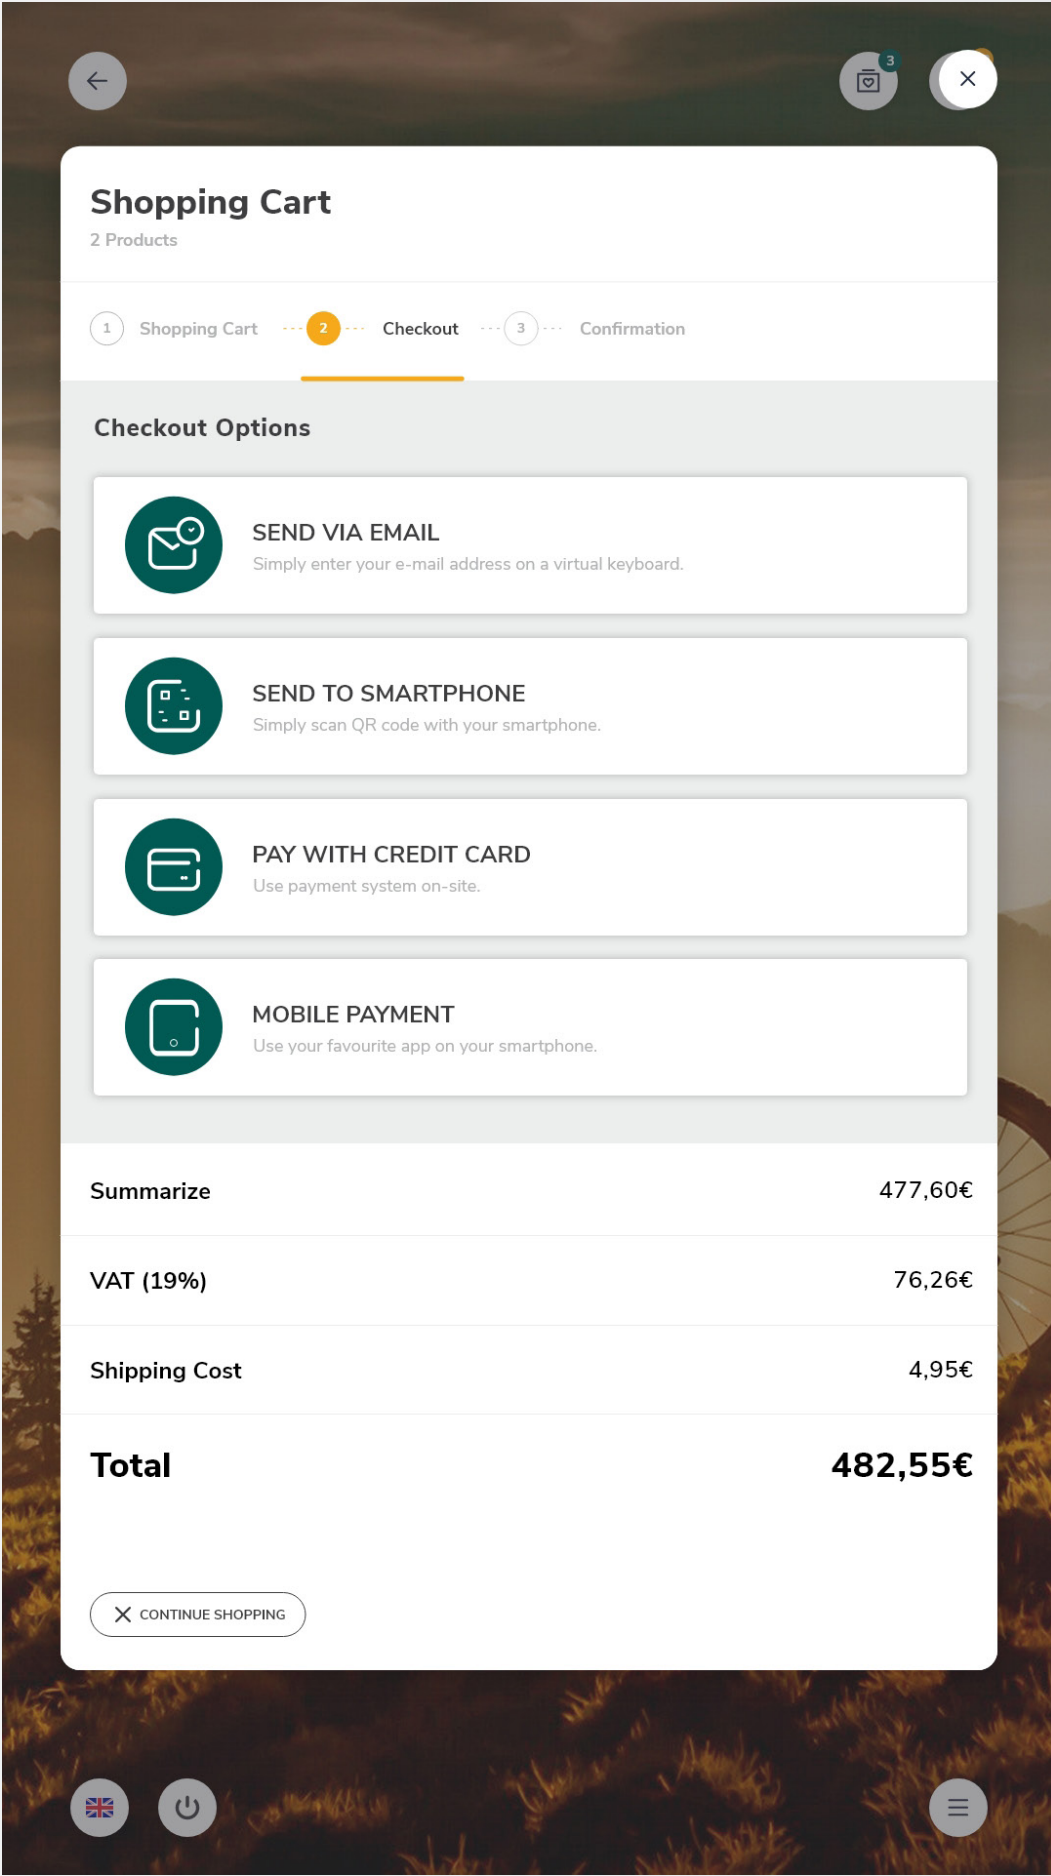 3
Shopping Cart
2 Products
1 Shopping Cart 2 Checkout 3 Confirmation
Checkout Options
SEND VIA EMAIL
Simply enter your e-mail address on a virtual keyboard.
SEND TO SMARTPHONE
Simply scan QR code with your smartphone.
PAY WITH CREDIT CARD
Use payment system on-site.
MOBILE PAYMENT
Use your favourite app on your smartphone.
Summarize 477,60€
VAT (19%) 76,26€
Shipping Cost 4,95€
Total 482,55€
CONTINUE SHOPPING